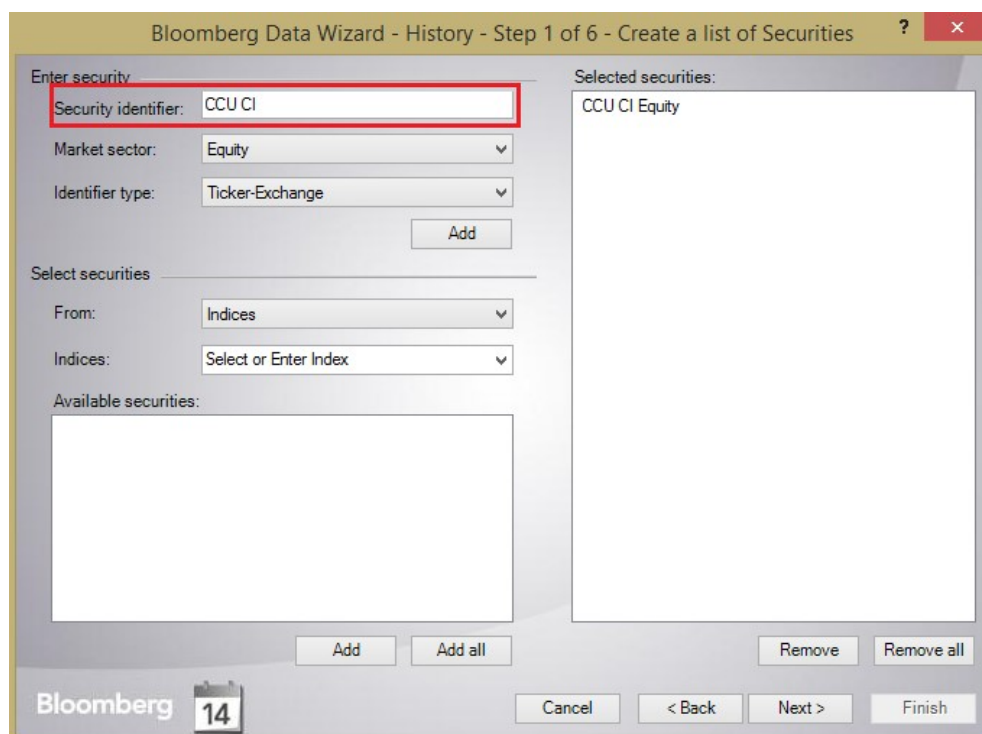 Bloomberg Data Wizard - History - Step 1 of 6 - Create a list of Securities ? ×
Enter security
Security identifier: CCU CI
Market sector: Equity
Identifier type: Ticker-Exchange
Add
Select securities
From: Indices
Indices: Select or Enter Index
Available securities:
Add Add all
Selected securities:
CCU CI Equity
Remove Remove all
Bloomberg 14
Cancel < Back Next > Finish